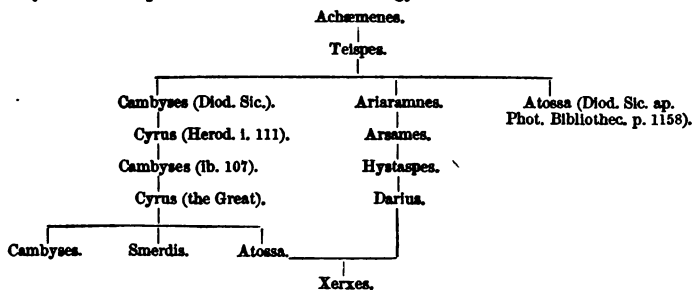 Achæmenes.
Teispes.
Cambyses (Diod. Sic.). Ariaramnes. Atossa (Diod. Sic. ap.
Phot. Bibliothec. p. 1158).
Cyrus (Herod. i. 111). Arsames.
Cambyses (ib. 107). Hystaspes.
Cyrus (the Great). Darius.
Cambyses. Smerdis. Atossa.
Xerxes.